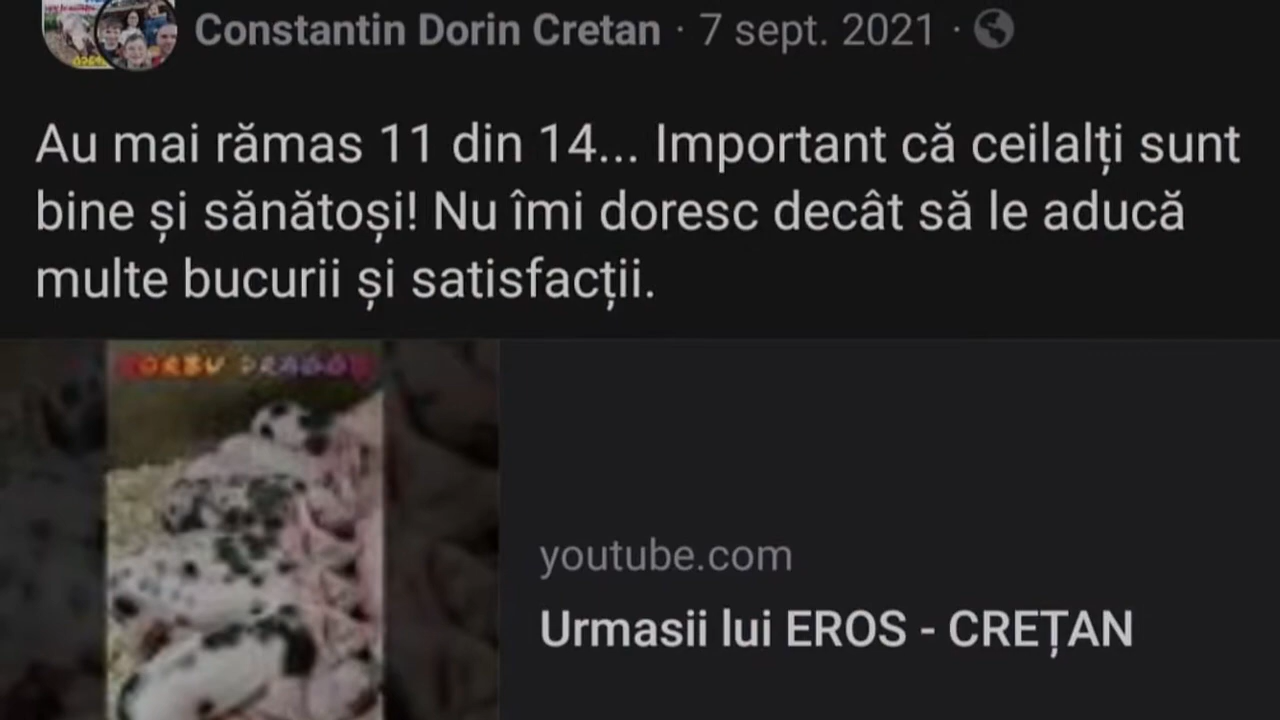 Constantin Dorin Cretan · 7 sept. 2021 ·
Au mai rămas 11 din 14... Important că ceilalți sunt
bine și sănătoși! Nu îmi doresc decât să le aducă
multe bucurii și satisfacții.
youtube.com
Urmasii lui EROS - CREȚAN